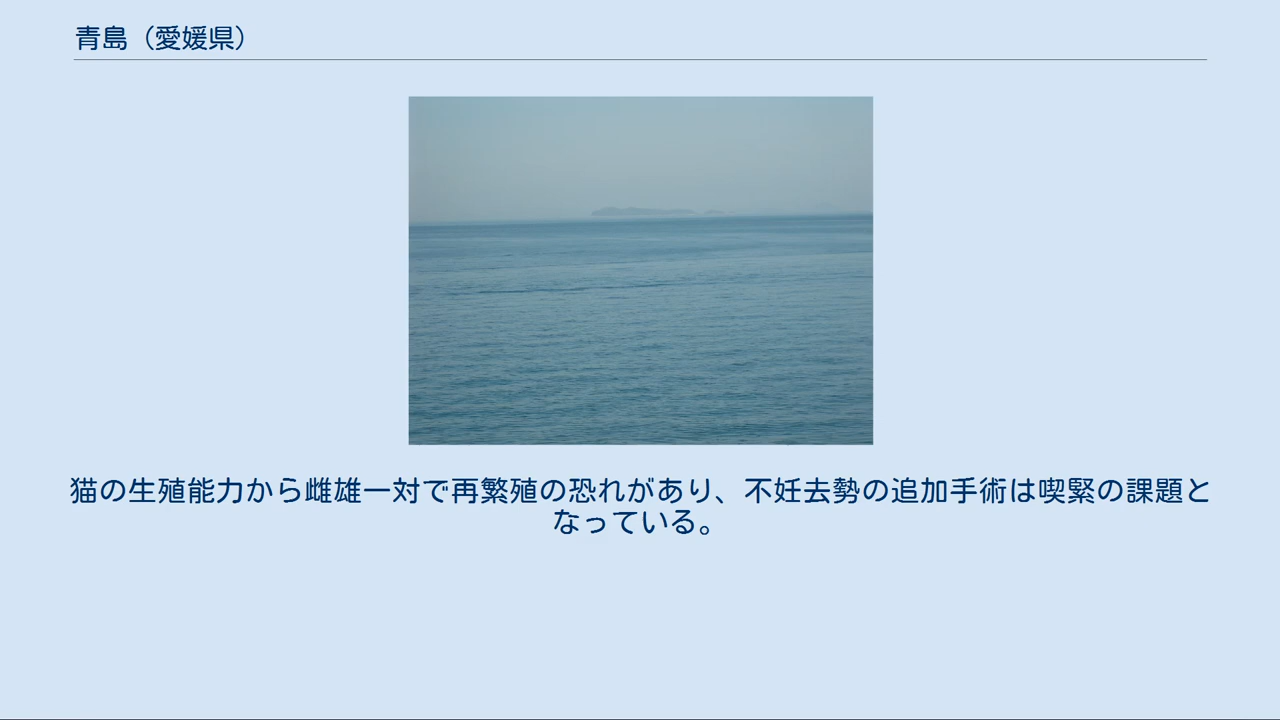 青島（愛媛県）
猫の生殖能力から雌雄一対で再繁殖の恐れがあり、不妊去勢の追加手術は喫緊の課題と
なっている。